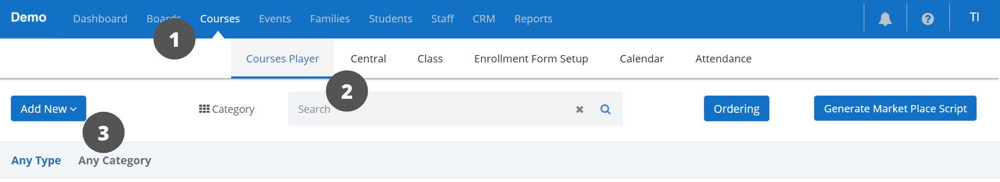 Demo Dashboard Boards Courses Events Families Students Staff CRM Reports TI
1
Courses Player Central Class Enrollment Form Setup Calendar Attendance
2
Add New Category Search Ordering Generate Market Place Script
3
Any Type Any Category